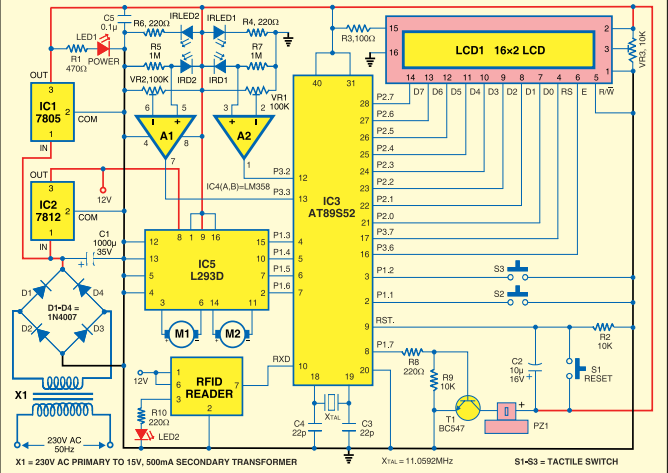 C5
0.1µ
R6, 220Ω
IRLED2
IRLED1
R4, 220Ω
LED1
R1
470Ω
POWER
R5
1M
IRD2
IRD1
R7
1M
R3,100Ω
15
16
LCD1 16×2 LCD
2
3
1
VR3, 10K
14 13 12 11 10 9 8 7 4 6 5
D7 D6 D5 D4 D3 D2 D1 D0 RS E R/W
OUT
3
IC1
7805
2
COM
1
IN
VR2,100K
VR1
100K
6
5
3
2
A1
A2
4
8
7
1
IC4(A,B)=LM358
40
31
P2.7
28
P2.6
27
P2.5
26
P2.4
25
P2.3
24
P2.2
23
P2.1
22
P2.0
21
P3.7
17
P3.6
16
P3.2
12
P3.3
13
IC3
AT89S52
OUT
3
IC2
7812
2
COM
1
IN
12V
C1
1000µ
35V
8 1 9 16
12
13
5
4
IC5
L293D
15
10
2
7
P1.3
4
P1.4
5
P1.5
6
P1.6
7
3 6 14 11
M1
M2
P1.2
3
S3
P1.1
2
S2
RST.
9
R2
10K
P1.7
8
R8
220Ω
R9
10K
20
C2
10µ
16V
S1
RESET
D1
D4
D1-D4 =
1N4007
D2
D3
12V
1
6
7
3
RFID
READER
2
RXD
10
18
19
R10
220Ω
LED2
C4
22p
XTAL
C3
22p
T1
BC547
PZ1
X1
230V AC
50Hz
X1 = 230V AC PRIMARY TO 15V, 500mA SECONDARY TRANSFORMER
XTAL = 11.0592MHz
S1-S3 = TACTILE SWITCH